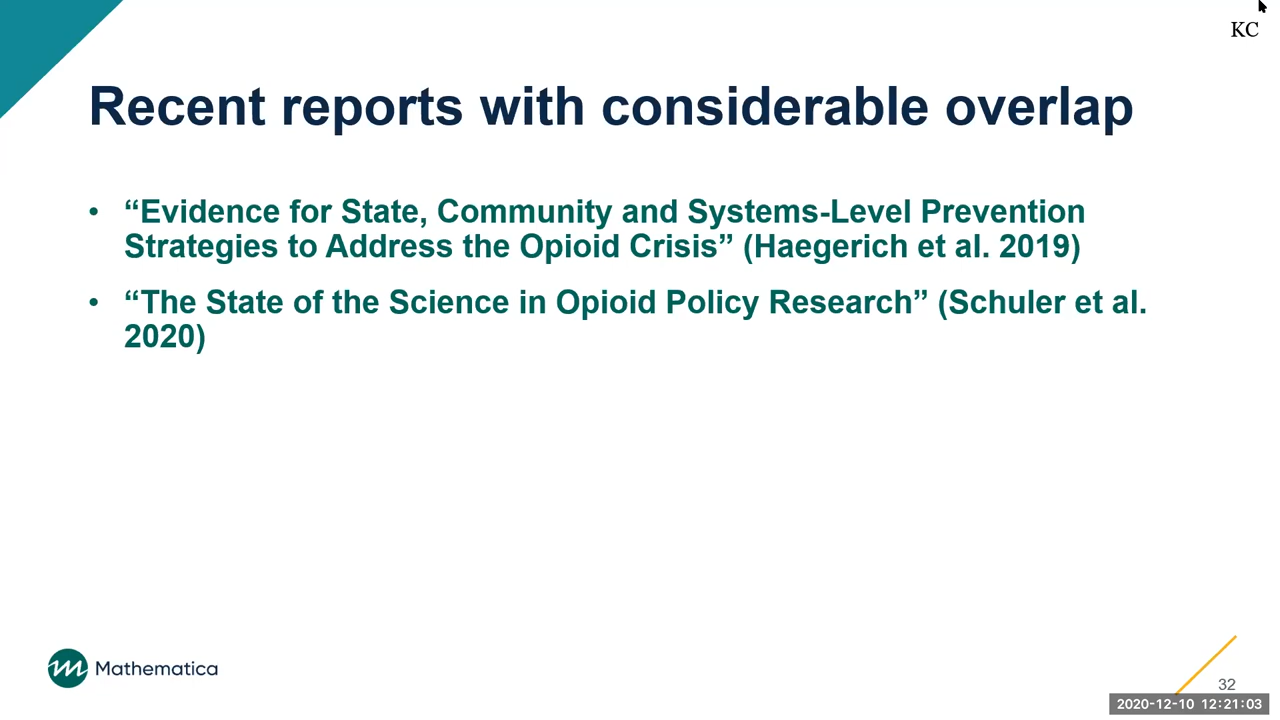 KC
Recent reports with considerable overlap
• “Evidence for State, Community and Systems-Level Prevention
Strategies to Address the Opioid Crisis” (Haegerich et al. 2019)
• “The State of the Science in Opioid Policy Research” (Schuler et al.
2020)
Mathematica
32
2020-12-10 12:21:03